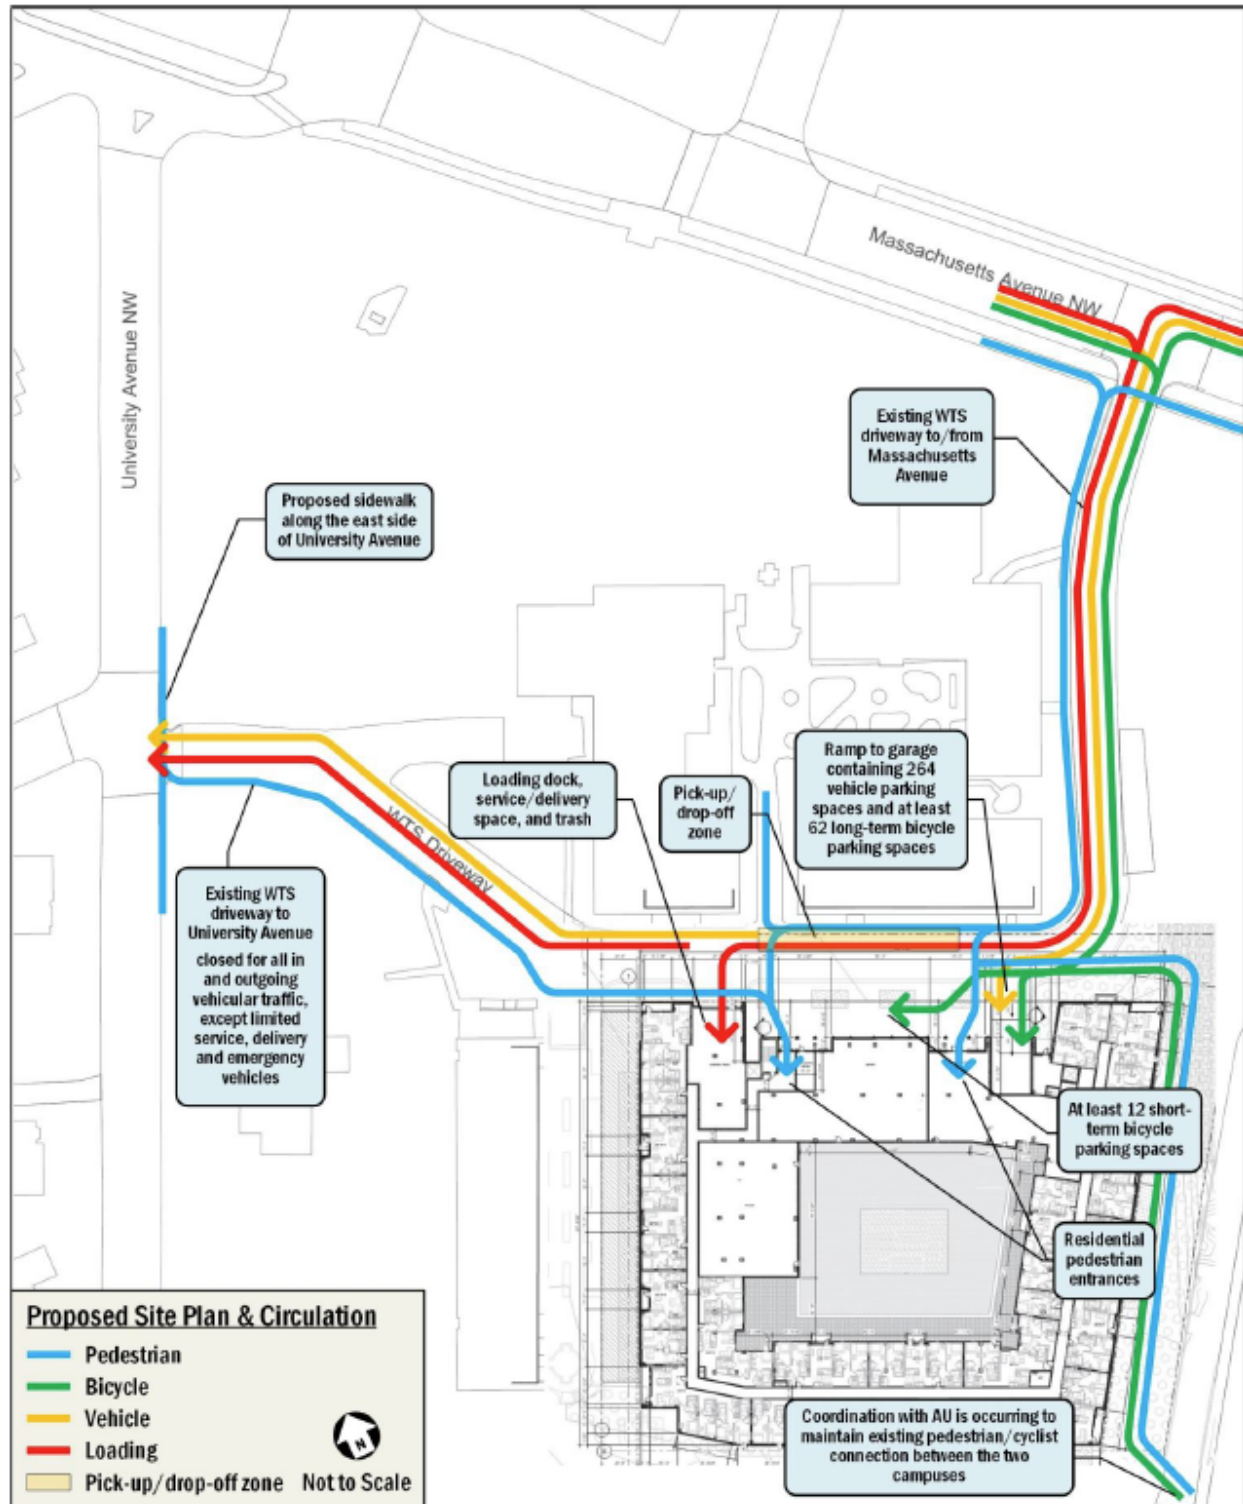 Massachusetts Avenue NW
University Avenue NW
Existing WTS
driveway to/from
Massachusetts
Avenue
Proposed sidewalk
along the east side
of University Avenue
Ramp to garage
containing 264
vehicle parking
spaces and at least
62 long-term bicycle
parking spaces
Loading dock,
service/delivery
space, and trash
Pick-up/
drop-off
zone
WTS Driveway
Existing WTS
driveway to
University Avenue
closed for all in
and outgoing
vehicular traffic,
except limited
service, delivery
and emergency
vehicles
At least 12 short-
term bicycle
parking spaces
Residential
pedestrian
entrances
Coordination with AU is occurring to
maintain existing pedestrian/cyclist
connection between the two
campuses
Proposed Site Plan & Circulation
Pedestrian
Bicycle
Vehicle
Loading
Pick-up/drop-off zone
N
Not to Scale